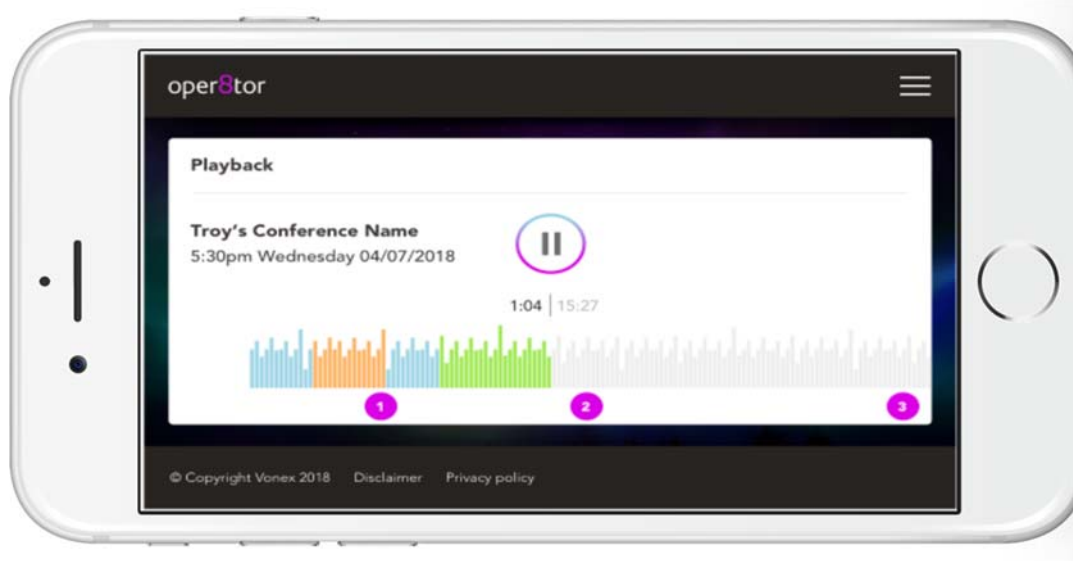 oper8tor
Playback
Troy's Conference Name
5:30pm Wednesday 04/07/2018
1:04 | 15:27
1 2 3
© Copyright Vonex 2018 Disclaimer Privacy policy